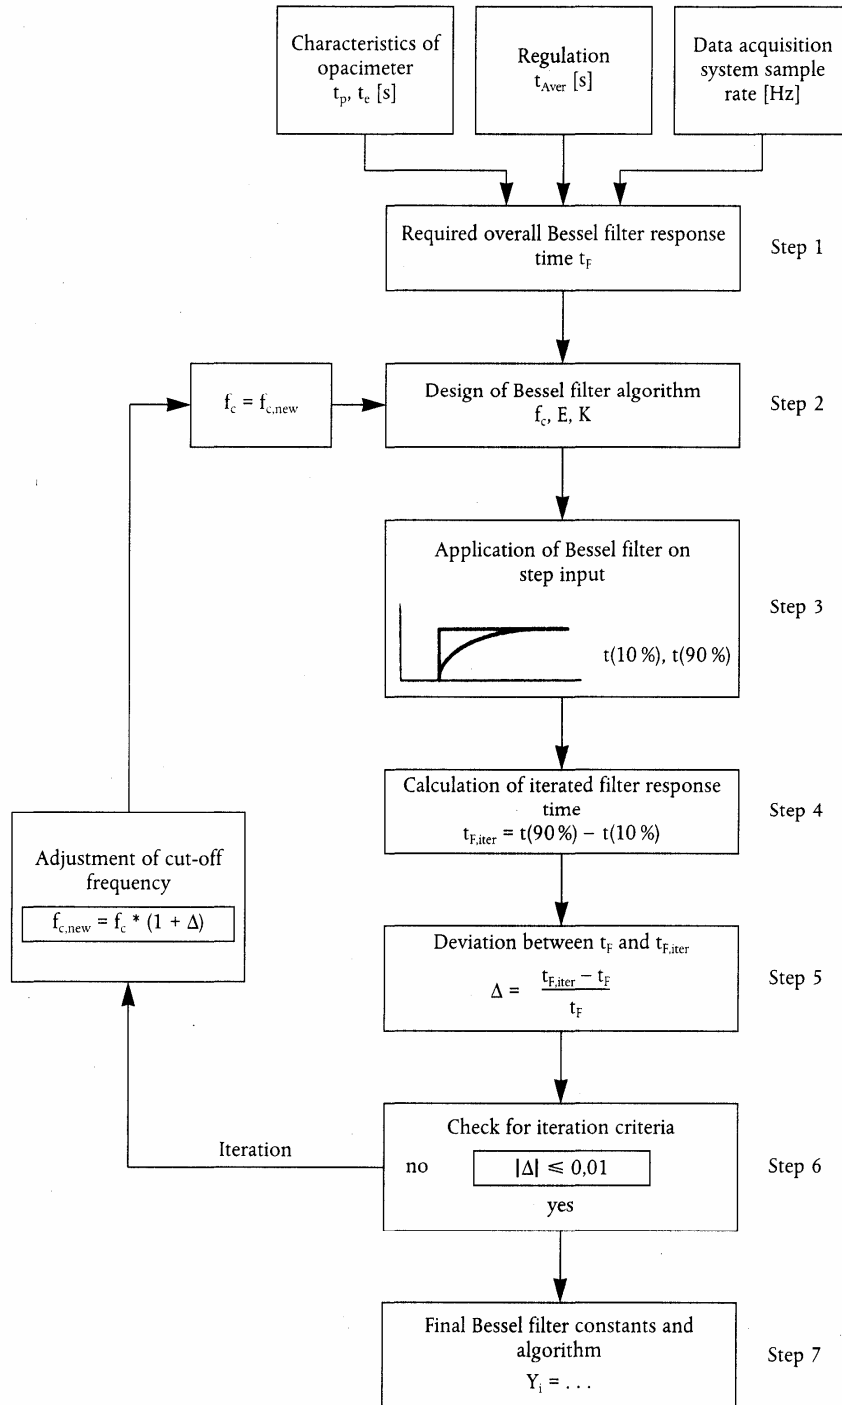 Characteristics of
opacimeter
t_p, t_e [s]
Regulation
t_Aver [s]
Data acquisition
system sample
rate [Hz]
Required overall Bessel filter response
time t_F
Step 1
f_c = f_c,new
Design of Bessel filter algorithm
f_c, E, K
Step 2
Application of Bessel filter on
step input
t(10 %), t(90 %)
Step 3
Calculation of iterated filter response
time
t_F,iter = t(90 %) − t(10 %)
Step 4
Adjustment of cut-off
frequency
f_c,new = f_c * (1 + Δ)
Deviation between t_F and t_F,iter
Δ = (t_F,iter − t_F) / t_F
Step 5
Check for iteration criteria
Iteration
no
|Δ| ⩽ 0,01
yes
Step 6
Final Bessel filter constants and
algorithm
Y_i = . . .
Step 7